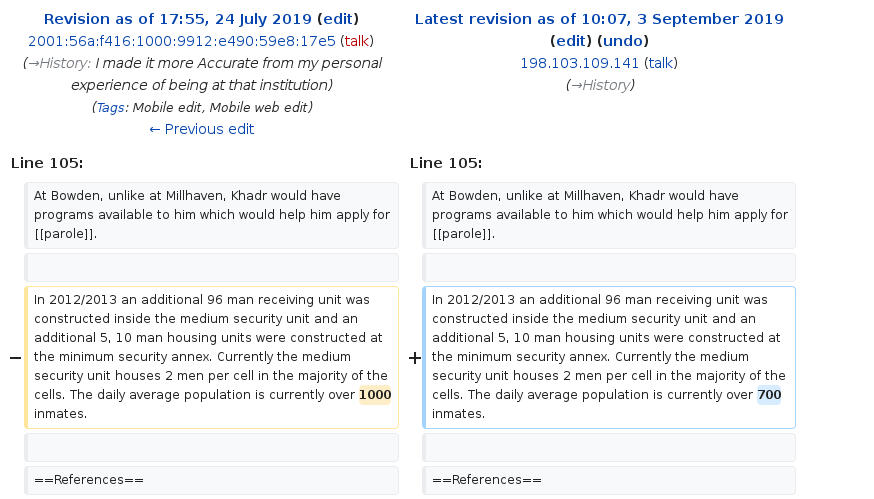 Revision as of 17:55, 24 July 2019 (edit)
2001:56a:f416:1000:9912:e490:59e8:17e5 (talk)
(→History: I made it more Accurate from my personal
experience of being at that institution)
(Tags: Mobile edit, Mobile web edit)
← Previous edit
Latest revision as of 10:07, 3 September 2019
(edit) (undo)
198.103.109.141 (talk)
(→History)
Line 105:
Line 105:
At Bowden, unlike at Millhaven, Khadr would have
programs available to him which would help him apply for
[[parole]].
At Bowden, unlike at Millhaven, Khadr would have
programs available to him which would help him apply for
[[parole]].
−
In 2012/2013 an additional 96 man receiving unit was
constructed inside the medium security unit and an
additional 5, 10 man housing units were constructed at
the minimum security annex. Currently the medium
security unit houses 2 men per cell in the majority of the
cells. The daily average population is currently over 1000
inmates.
+
In 2012/2013 an additional 96 man receiving unit was
constructed inside the medium security unit and an
additional 5, 10 man housing units were constructed at
the minimum security annex. Currently the medium
security unit houses 2 men per cell in the majority of the
cells. The daily average population is currently over 700
inmates.
==References==
==References==